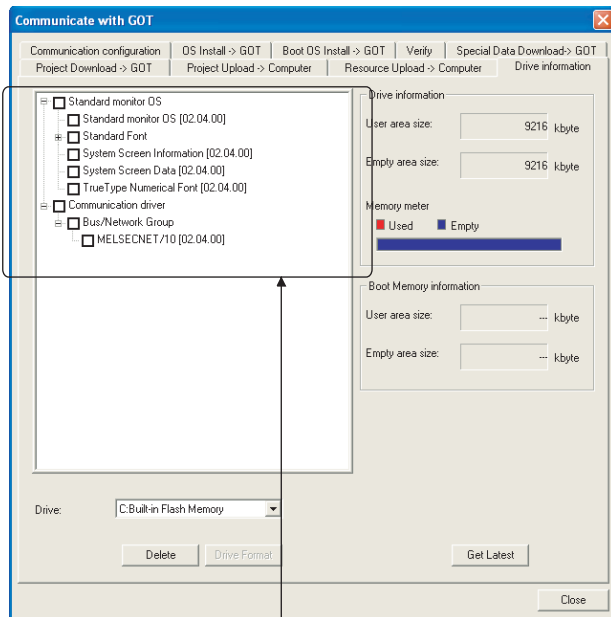 Communicate with GOT
Communication configuration OS Install -> GOT Boot OS Install -> GOT Verify Special Data Download-> GOT
Project Download -> GOT Project Upload -> Computer Resource Upload -> Computer Drive information
Standard monitor OS
Standard monitor OS [02.04.00]
Standard Font
System Screen Information [02.04.00]
System Screen Data [02.04.00]
TrueType Numerical Font [02.04.00]
Communication driver
Bus/Network Group
MELSECNET/10 [02.04.00]
Drive information
User area size: 9216 kbyte
Empty area size: 9216 kbyte
Memory meter
Used Empty
Boot Memory information
User area size: --- kbyte
Empty area size: --- kbyte
Drive: C:Built-in Flash Memory
Delete Drive Format Get Latest
Close